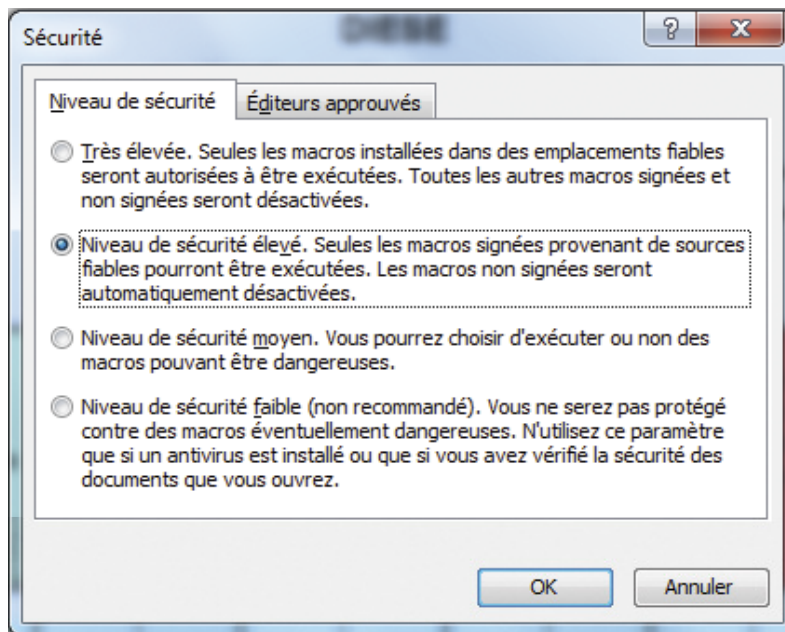 Sécurité
Niveau de sécurité
Éditeurs approuvés
Très élevée. Seules les macros installées dans des emplacements fiables
seront autorisées à être exécutées. Toutes les autres macros signées et
non signées seront désactivées.
Niveau de sécurité élevé. Seules les macros signées provenant de sources
fiables pourront être exécutées. Les macros non signées seront
automatiquement désactivées.
Niveau de sécurité moyen. Vous pourrez choisir d'exécuter ou non des
macros pouvant être dangereuses.
Niveau de sécurité faible (non recommandé). Vous ne serez pas protégé
contre des macros éventuellement dangereuses. N'utilisez ce paramètre
que si un antivirus est installé ou que si vous avez vérifié la sécurité des
documents que vous ouvrez.
OK
Annuler